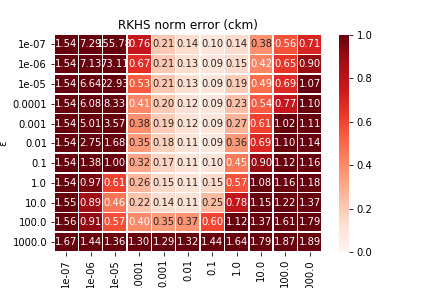 RKHS norm error (ckm)
1e-07 1.54 7.29 155.78 0.76 0.21 0.14 0.10 0.14 0.38 0.56 0.71
1e-06 1.54 7.13 73.11 0.67 0.21 0.13 0.09 0.15 0.42 0.65 0.90
1e-05 1.54 6.64 22.93 0.53 0.21 0.13 0.09 0.19 0.49 0.69 1.07
0.0001 1.54 6.08 8.33 0.41 0.20 0.12 0.09 0.23 0.54 0.77 1.10
0.001 1.54 5.01 3.57 0.38 0.19 0.12 0.09 0.27 0.61 1.02 1.11
0.01 1.54 2.75 1.68 0.35 0.18 0.11 0.09 0.36 0.69 1.10 1.14
0.1 1.54 1.38 1.00 0.32 0.17 0.11 0.10 0.45 0.90 1.12 1.16
1.0 1.54 0.97 0.61 0.26 0.15 0.11 0.15 0.57 1.08 1.16 1.18
10.0 1.55 0.89 0.46 0.22 0.14 0.11 0.25 0.78 1.15 1.22 1.37
100.0 1.56 0.91 0.57 0.40 0.35 0.37 0.60 1.12 1.37 1.61 1.79
1000.0 1.67 1.44 1.36 1.30 1.29 1.32 1.44 1.64 1.79 1.87 1.89
1e-07 1e-06 1e-05 0001 0.001 0.01 0.1 1.0 10.0 100.0 000.0
1.0
0.8
0.6
0.4
0.2
0.0